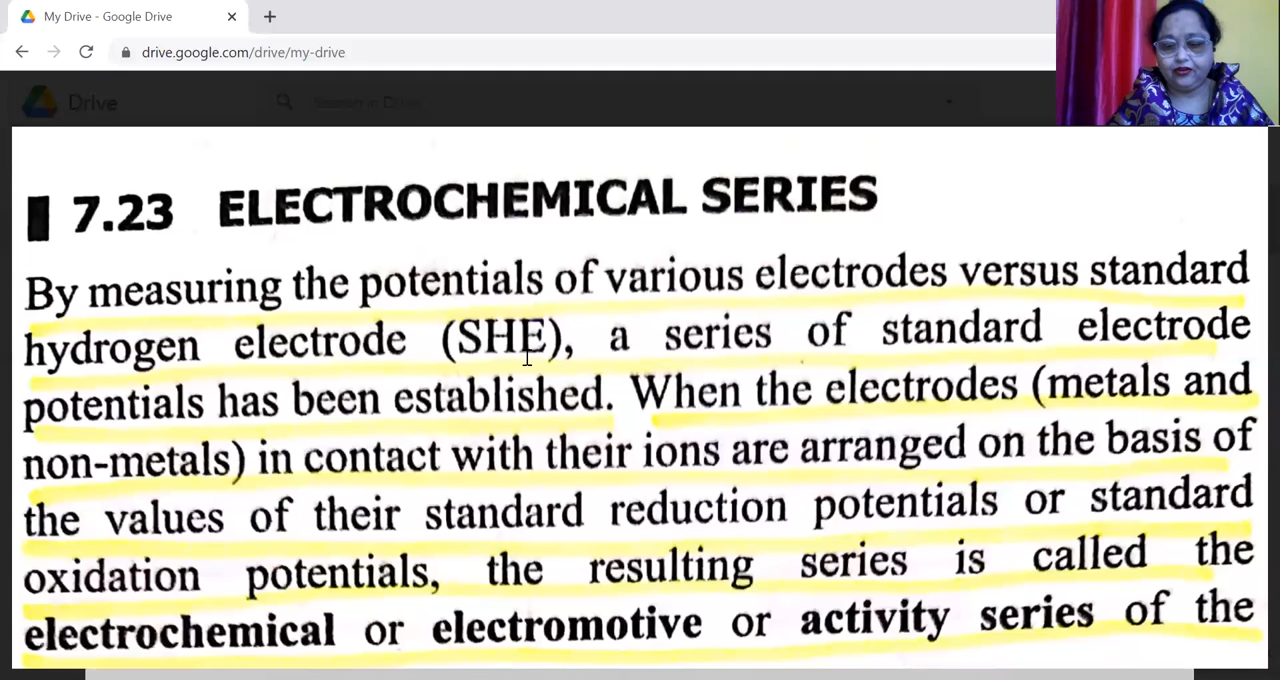 My Drive - Google Drive
drive.google.com/drive/my-drive
Drive
Search in Drive
7.23 ELECTROCHEMICAL SERIES
By measuring the potentials of various electrodes versus standard
hydrogen electrode (SHE), a series of standard electrode
potentials has been established. When the electrodes (metals and
non-metals) in contact with their ions are arranged on the basis of
the values of their standard reduction potentials or standard
oxidation potentials, the resulting series is called the
electrochemical or electromotive or activity series of the